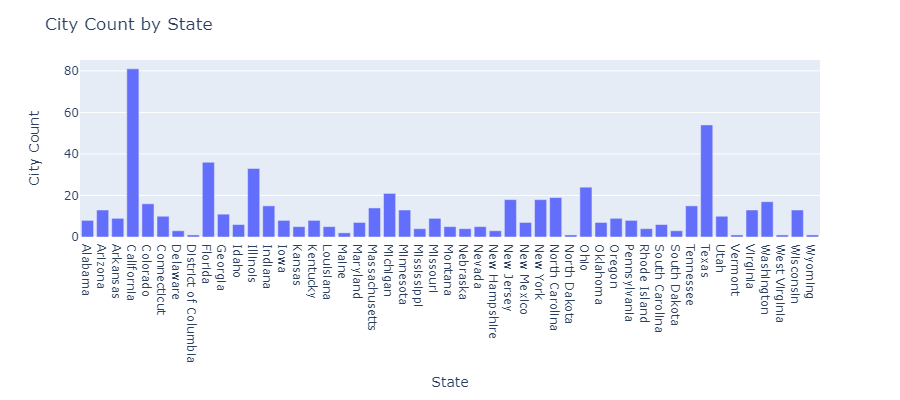 City Count by State
City Count
80
60
40
20
0
Alabama
Arizona
Arkansas
California
Colorado
Connecticut
Delaware
District of Columbia
Florida
Georgia
Idaho
Illinois
Indiana
Iowa
Kansas
Kentucky
Louisiana
Maine
Maryland
Massachusetts
Michigan
Minnesota
Mississippi
Missouri
Montana
Nebraska
Nevada
New Hampshire
New Jersey
New Mexico
New York
North Carolina
North Dakota
Ohio
Oklahoma
Oregon
Pennsylvania
Rhode Island
South Carolina
South Dakota
Tennessee
Texas
Utah
Vermont
Virginia
Washington
West Virginia
Wisconsin
Wyoming
State